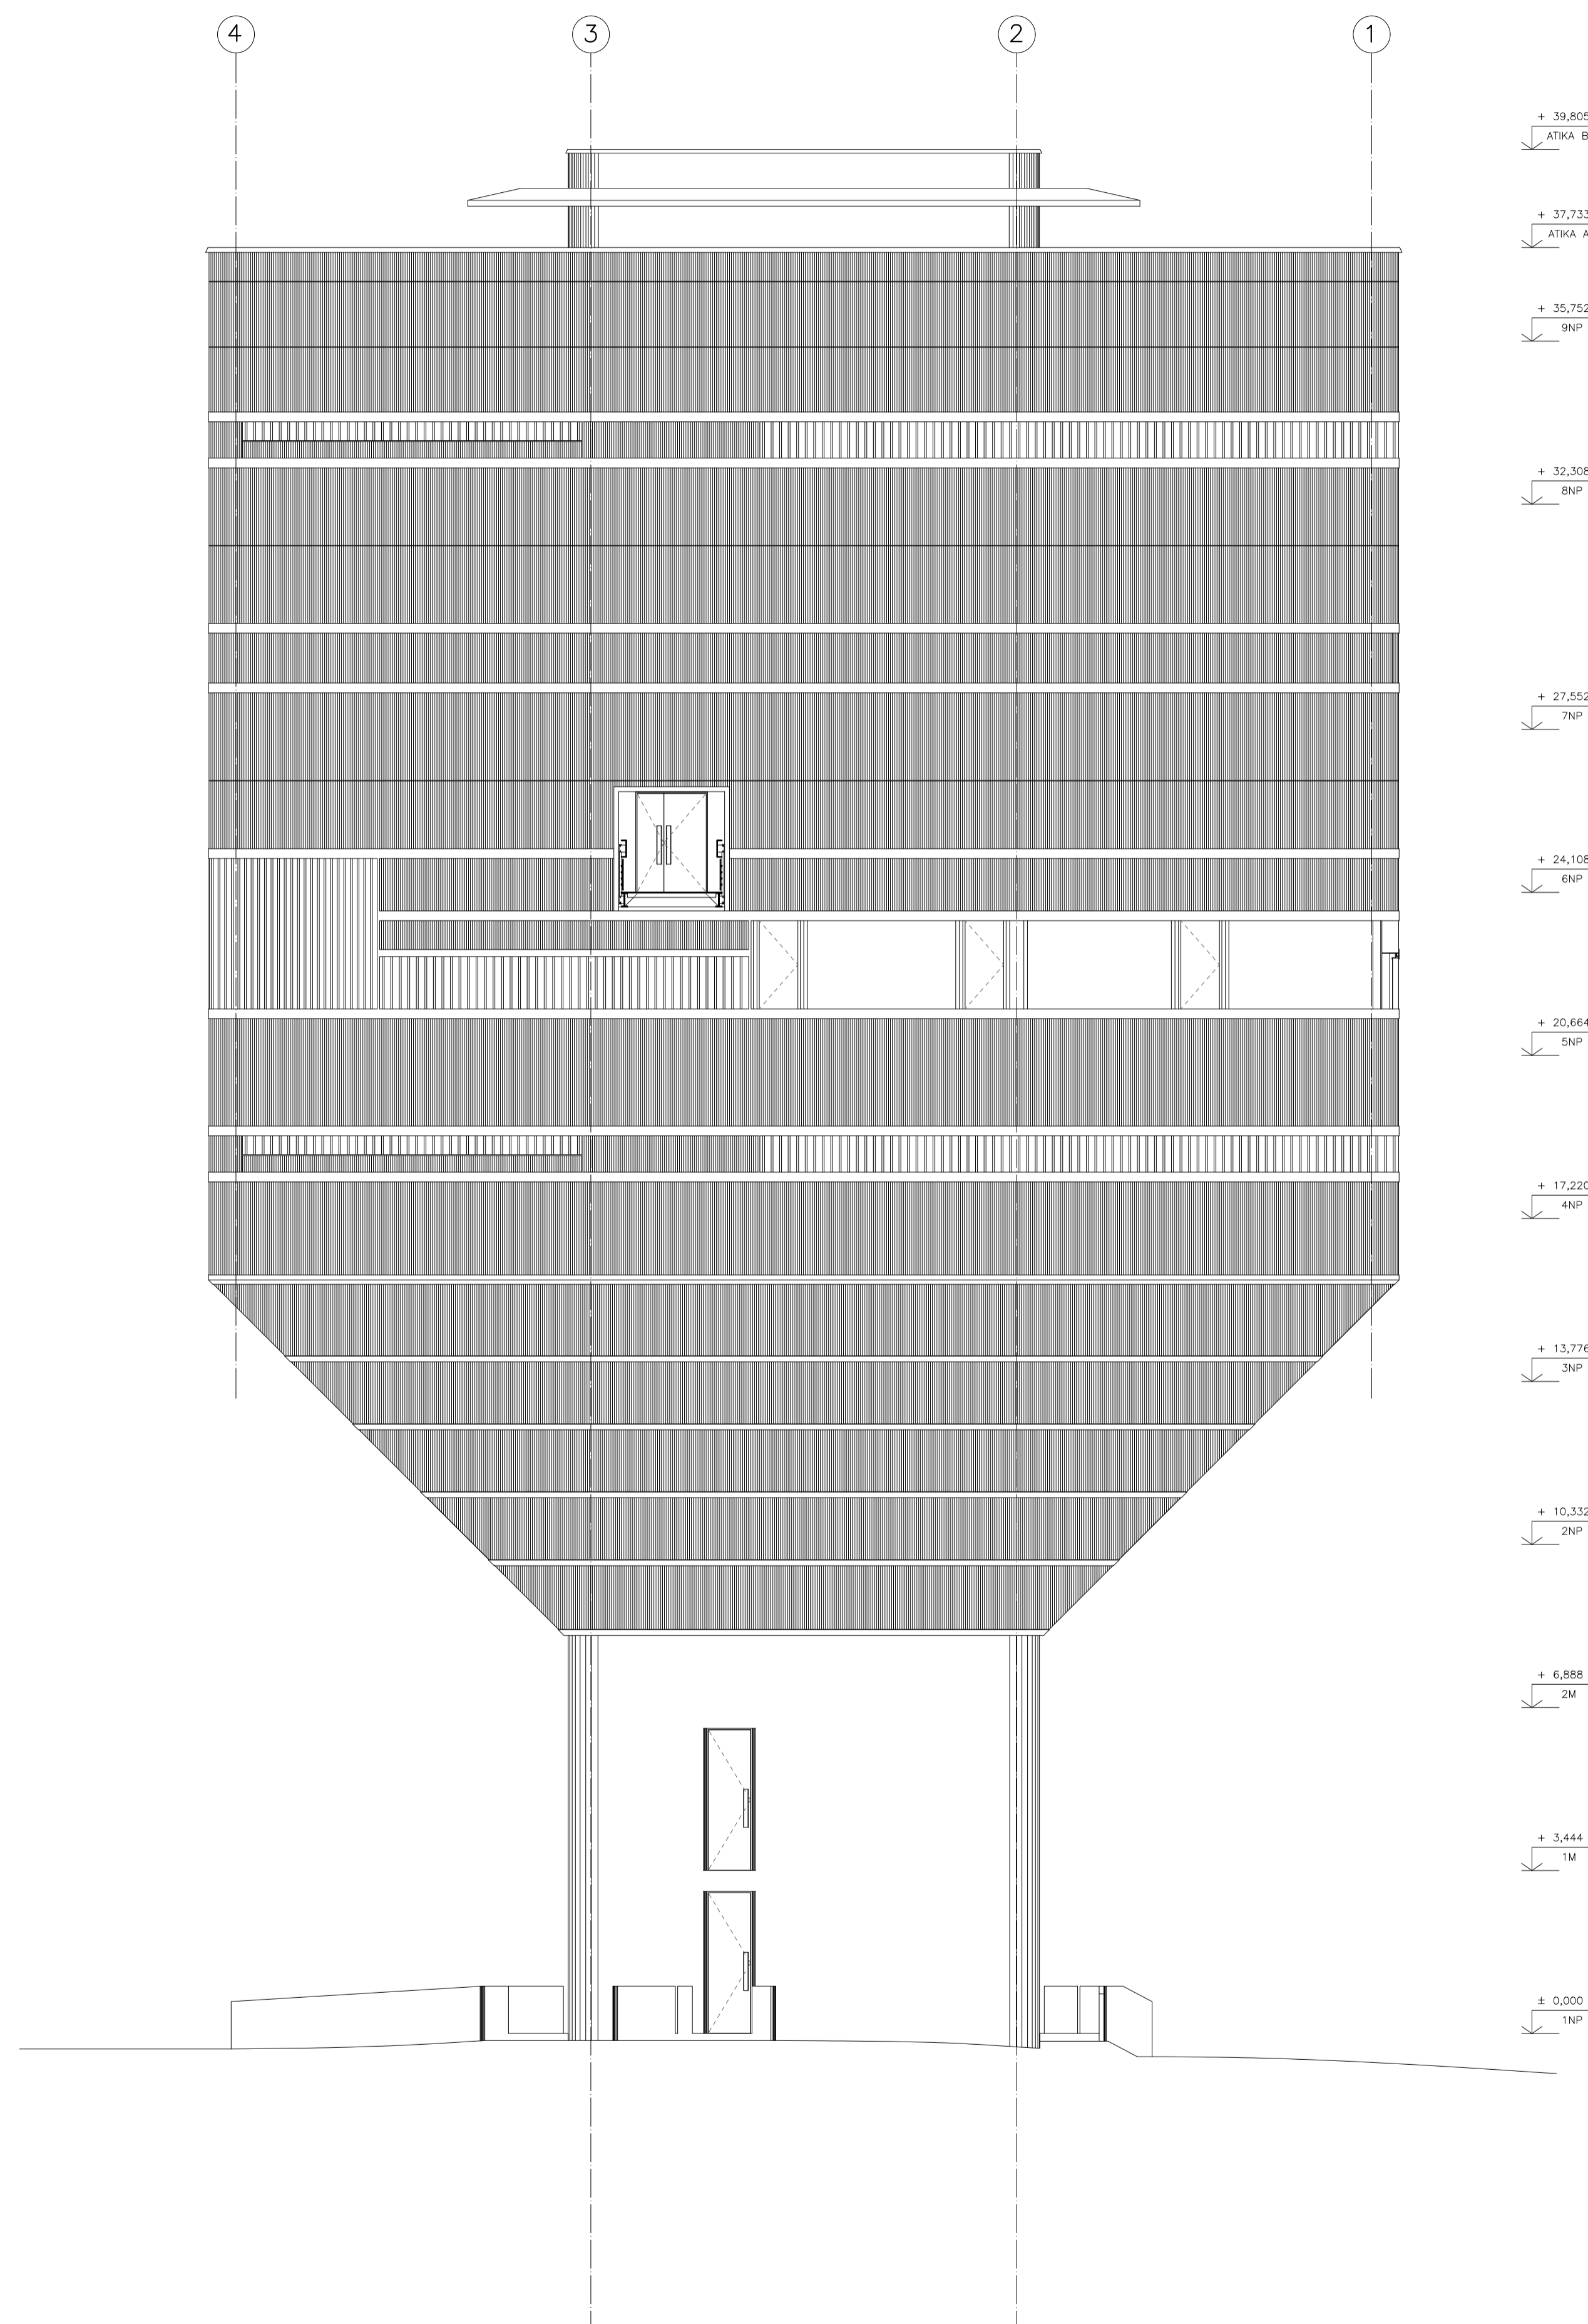 4 3 2 1
+ 39,805
ATIKA B
+ 37,733
ATIKA A
+ 35,752
9NP
+ 32,308
8NP
+ 27,552
7NP
+ 24,108
6NP
+ 20,664
5NP
+ 17,220
4NP
+ 13,776
3NP
+ 10,332
2NP
+ 6,888
2M
+ 3,444
1M
± 0,000
1NP